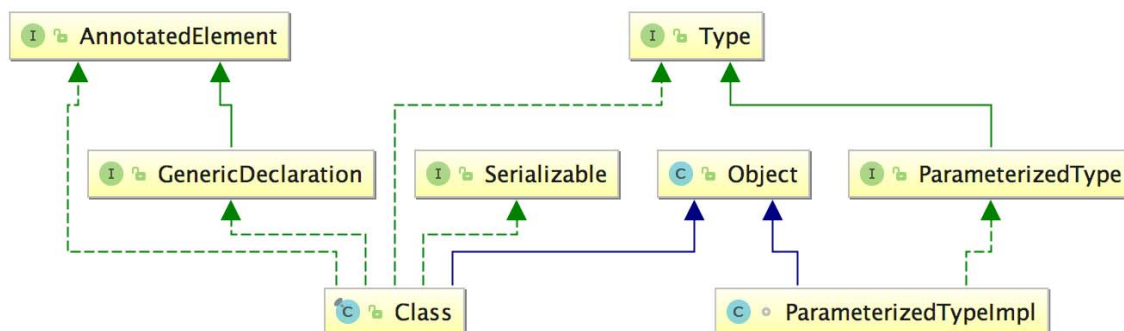 I AnnotatedElement
I Type
I GenericDeclaration
I Serializable
C Object
I ParameterizedType
C Class
C ParameterizedTypeImpl